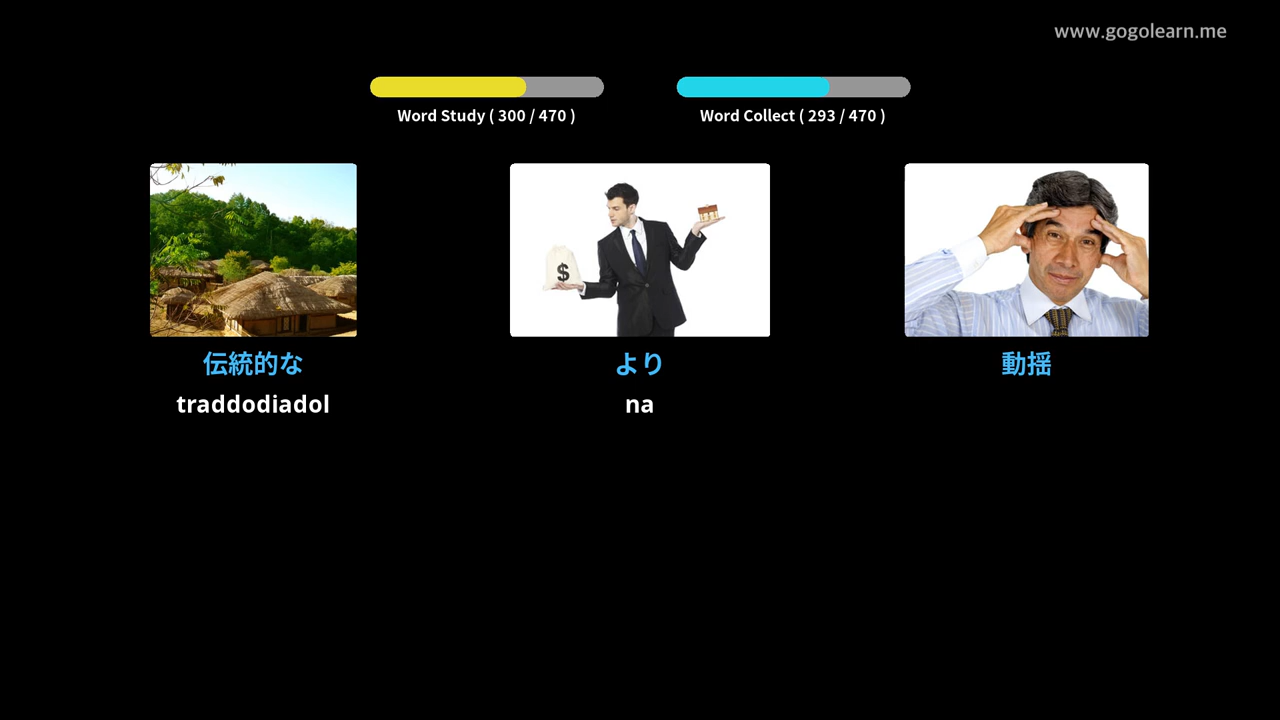 www.gogolearn.me
Word Study ( 300 / 470 )
Word Collect ( 293 / 470 )
$
伝統的な
より
動揺
traddodiadol
na